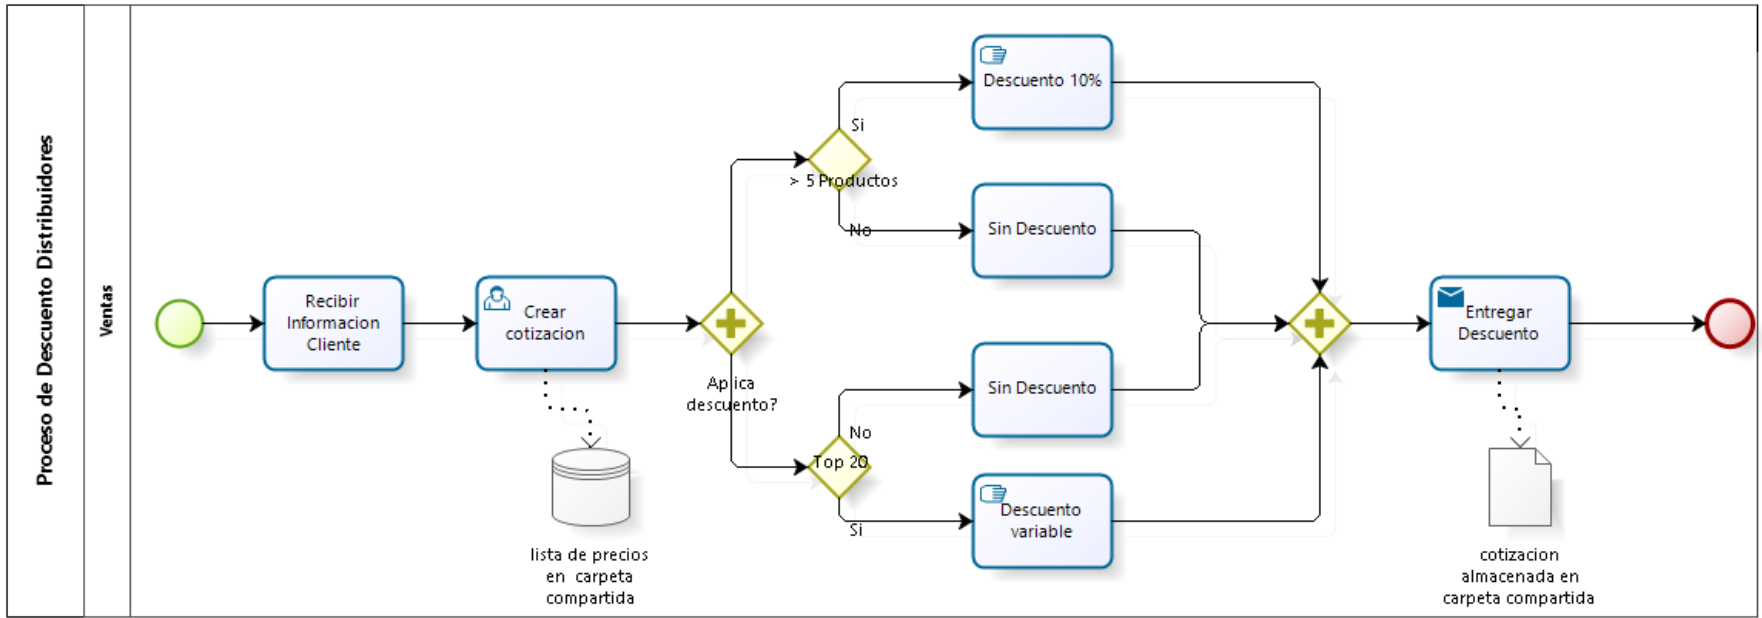 Proceso de Descuento Distribuidores
Ventas
Recibir
Informacion
Cliente
Crear
cotizacion
lista de precios
en carpeta
compartida
Aplica
descuento?
Si
> 5 Productos
No
No
Top 20
Si
Descuento 10%
Sin Descuento
Sin Descuento
Descuento
variable
Entregar
Descuento
cotizacion
almacenada en
carpeta compartida